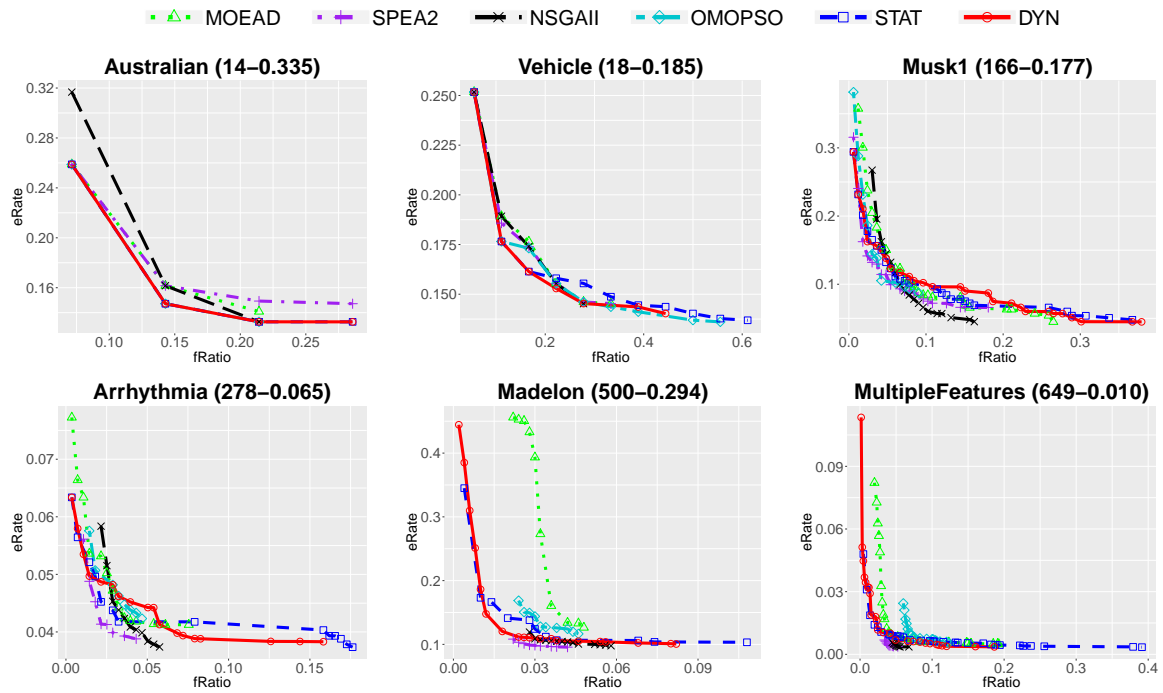 MOEAD SPEA2 NSGAII OMOPSO STAT DYN
Australian (14−0.335)
0.32
0.28
0.24
0.20
0.16
eRate
0.10 0.15 0.20 0.25
fRatio
Vehicle (18−0.185)
0.250
0.225
0.200
0.175
0.150
eRate
0.2 0.4 0.6
fRatio
Musk1 (166−0.177)
0.3
0.2
0.1
eRate
0.0 0.1 0.2 0.3
fRatio
Arrhythmia (278−0.065)
0.07
0.06
0.05
0.04
eRate
0.00 0.05 0.10 0.15
fRatio
Madelon (500−0.294)
0.4
0.3
0.2
0.1
eRate
0.00 0.03 0.06 0.09
fRatio
MultipleFeatures (649−0.010)
0.09
0.06
0.03
0.00
eRate
0.0 0.1 0.2 0.3 0.4
fRatio